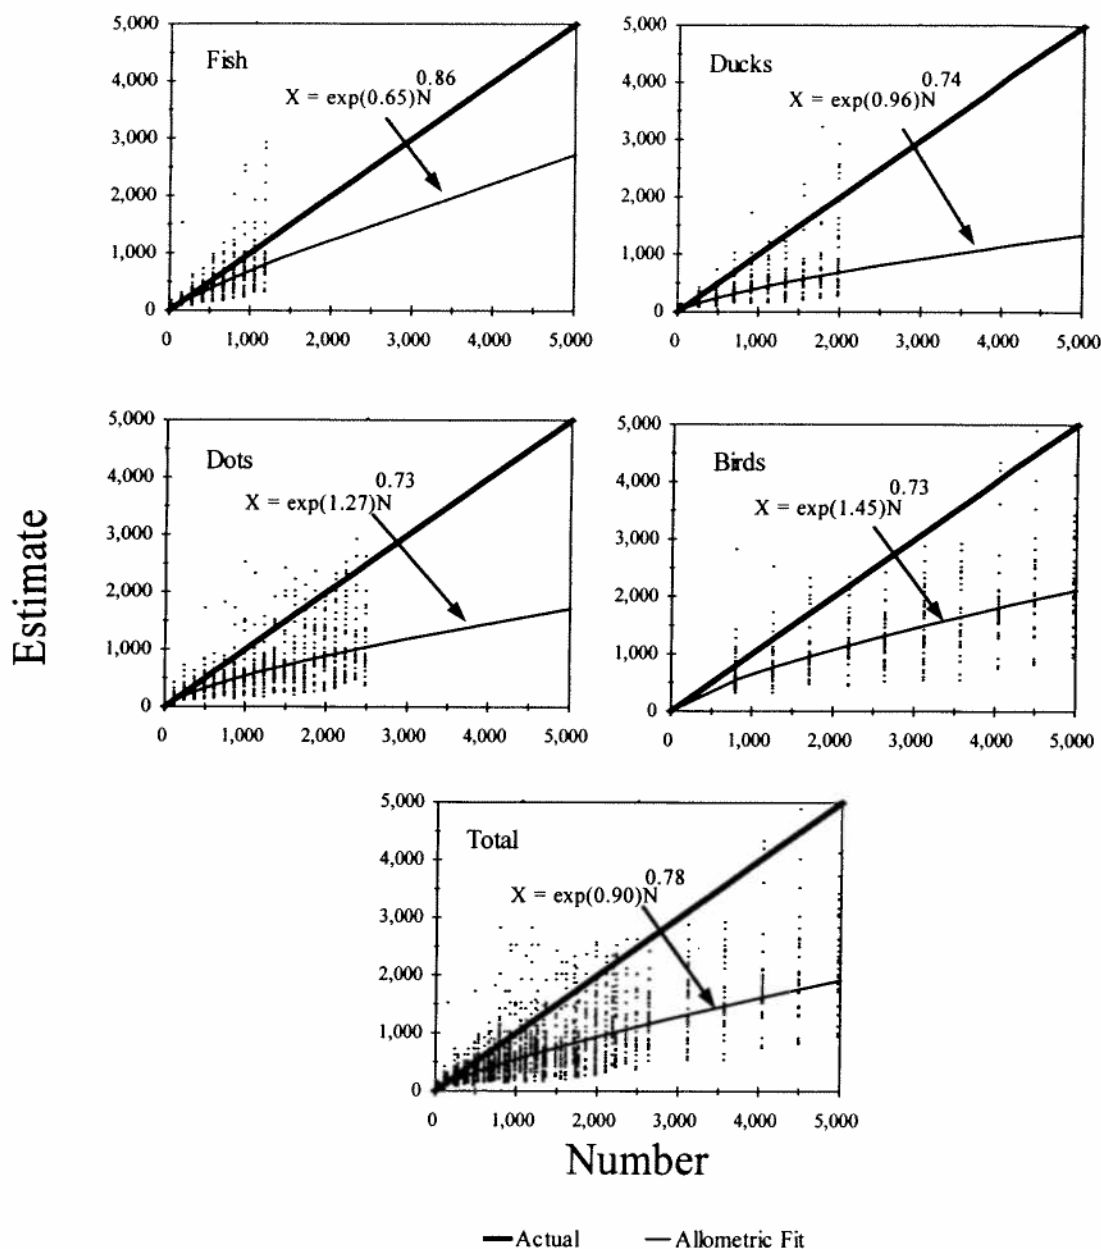 5,000
Fish
0.86
X = exp(0.65)N
4,000
3,000
2,000
1,000
0
0 1,000 2,000 3,000 4,000 5,000
5,000
Ducks
0.74
X = exp(0.96)N
4,000
3,000
2,000
1,000
0
0 1,000 2,000 3,000 4,000 5,000
Estimate
5,000
Dots
0.73
X = exp(1.27)N
4,000
3,000
2,000
1,000
0
0 1,000 2,000 3,000 4,000 5,000
5,000
Birds
0.73
X = exp(1.45)N
4,000
3,000
2,000
1,000
0
0 1,000 2,000 3,000 4,000 5,000
5,000
Total
4,000
0.78
X = exp(0.90)N
3,000
2,000
1,000
0
0 1,000 2,000 3,000 4,000 5,000
Number
Actual Allometric Fit